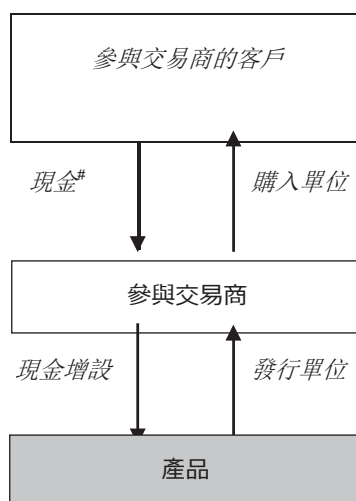 參與交易商的客戶
現金# 購入單位
參與交易商
現金增設 發行單位
產品